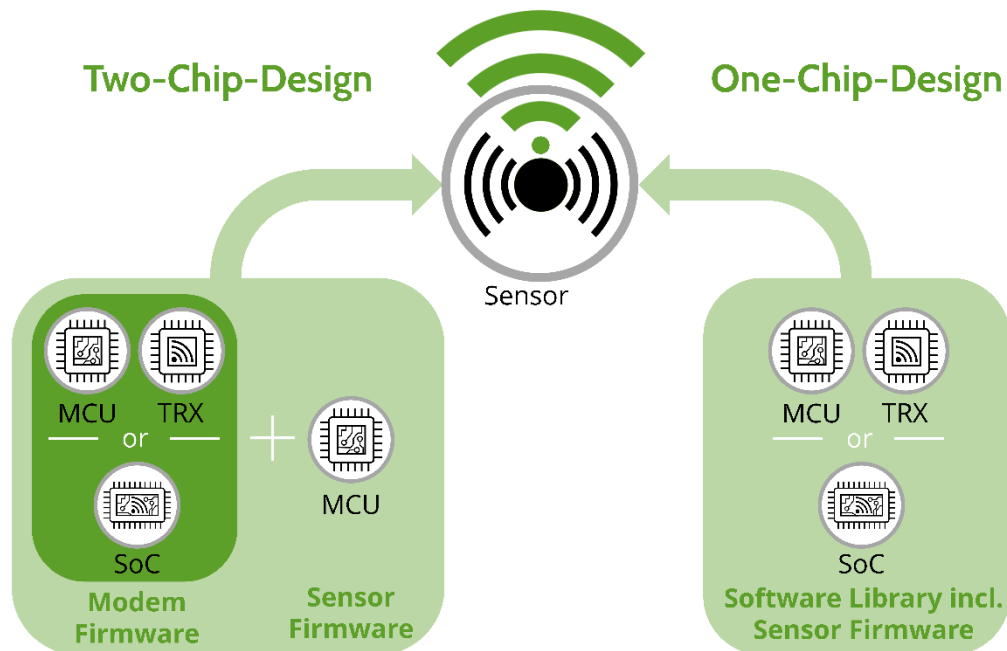 Two-Chip-Design
One-Chip-Design
Sensor
MCU TRX
or
SoC
Modem
Firmware
MCU
Sensor
Firmware
MCU TRX
or
SoC
Software Library incl.
Sensor Firmware